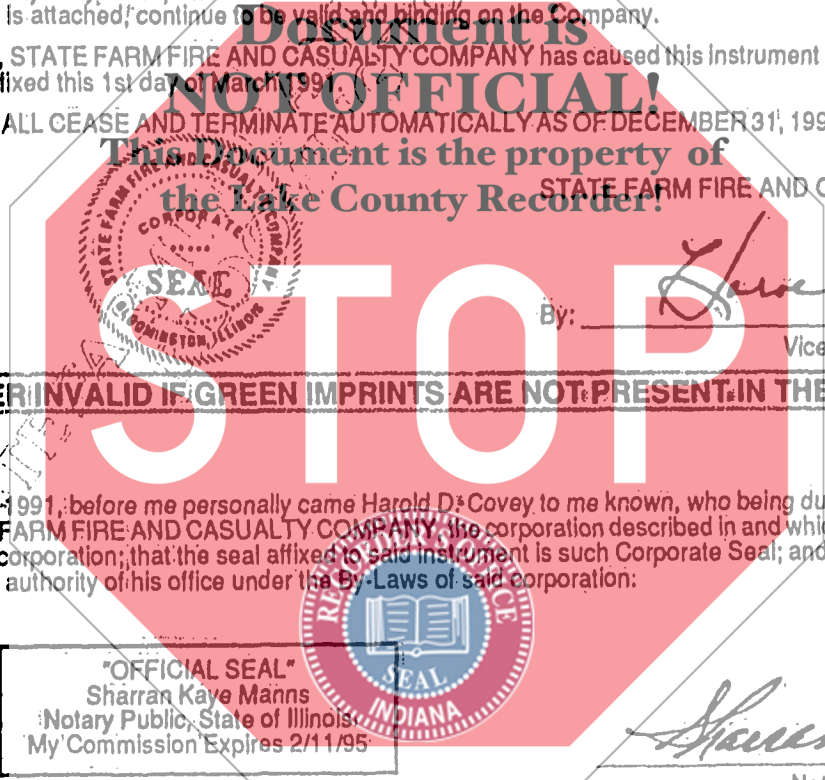 is attached, continue to be valid and binding on the Company.
Document is
STATE FARM FIRE AND CASUALTY COMPANY has caused this instrument
fixed this 1st day of March 1991.
NOT OFFICIAL!
ALL CEASE AND TERMINATE AUTOMATICALLY AS OF DECEMBER 31, 199
This Document is the property of
the Lake County Recorder!
STATE FARM FIRE AND C
STATE FARM FIRE AND CASUALTY COMPANY
CORPORATE
SEAL
BLOOMINGTON, ILLINOIS
STOP
By:
Vice
ER INVALID IF GREEN IMPRINTS ARE NOT PRESENT IN THE
1991, before me personally came Harold D. Covey to me known, who being du
FARM FIRE AND CASUALTY COMPANY, the corporation described in and whic
corporation; that the seal affixed to said instrument is such Corporate Seal; and
authority of his office under the By-Laws of said corporation:
RECORDER'S OFFICE
SEAL
INDIANA
"OFFICIAL SEAL"
Sharran Kaye Manns
Notary Public, State of Illinois
My Commission Expires 2/11/95